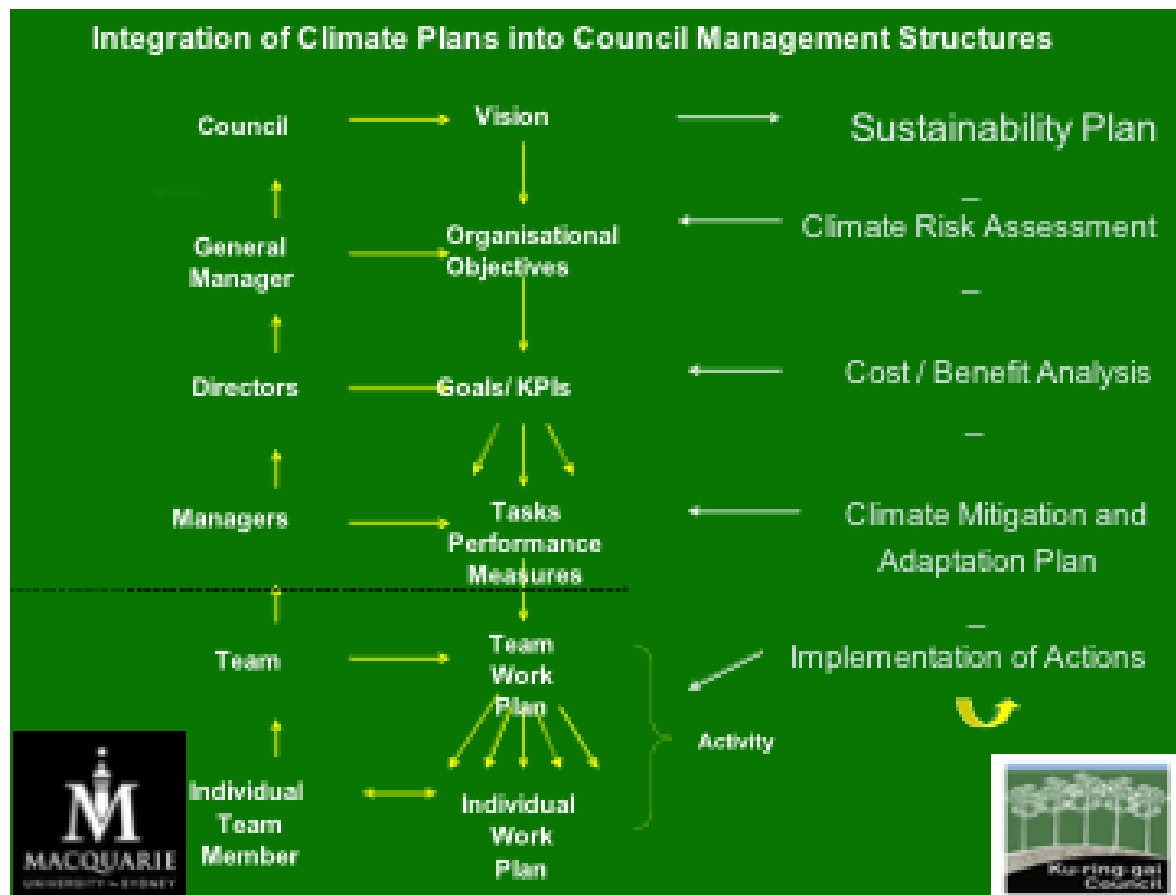 Integration of Climate Plans into Council Management Structures
Council
Vision
Sustainability Plan
General
Manager
Organisational
Objectives
Climate Risk Assessment
Directors
Goals/ KPIs
Cost / Benefit Analysis
Managers
Tasks
Performance
Measures
Climate Mitigation and
Adaptation Plan
Team
Team
Work
Plan
Implementation of Actions
Activity
Individual
Team
Member
Individual
Work
Plan
MACQUARIE
UNIVERSITY~SYDNEY
Ku-ring-gai
Council